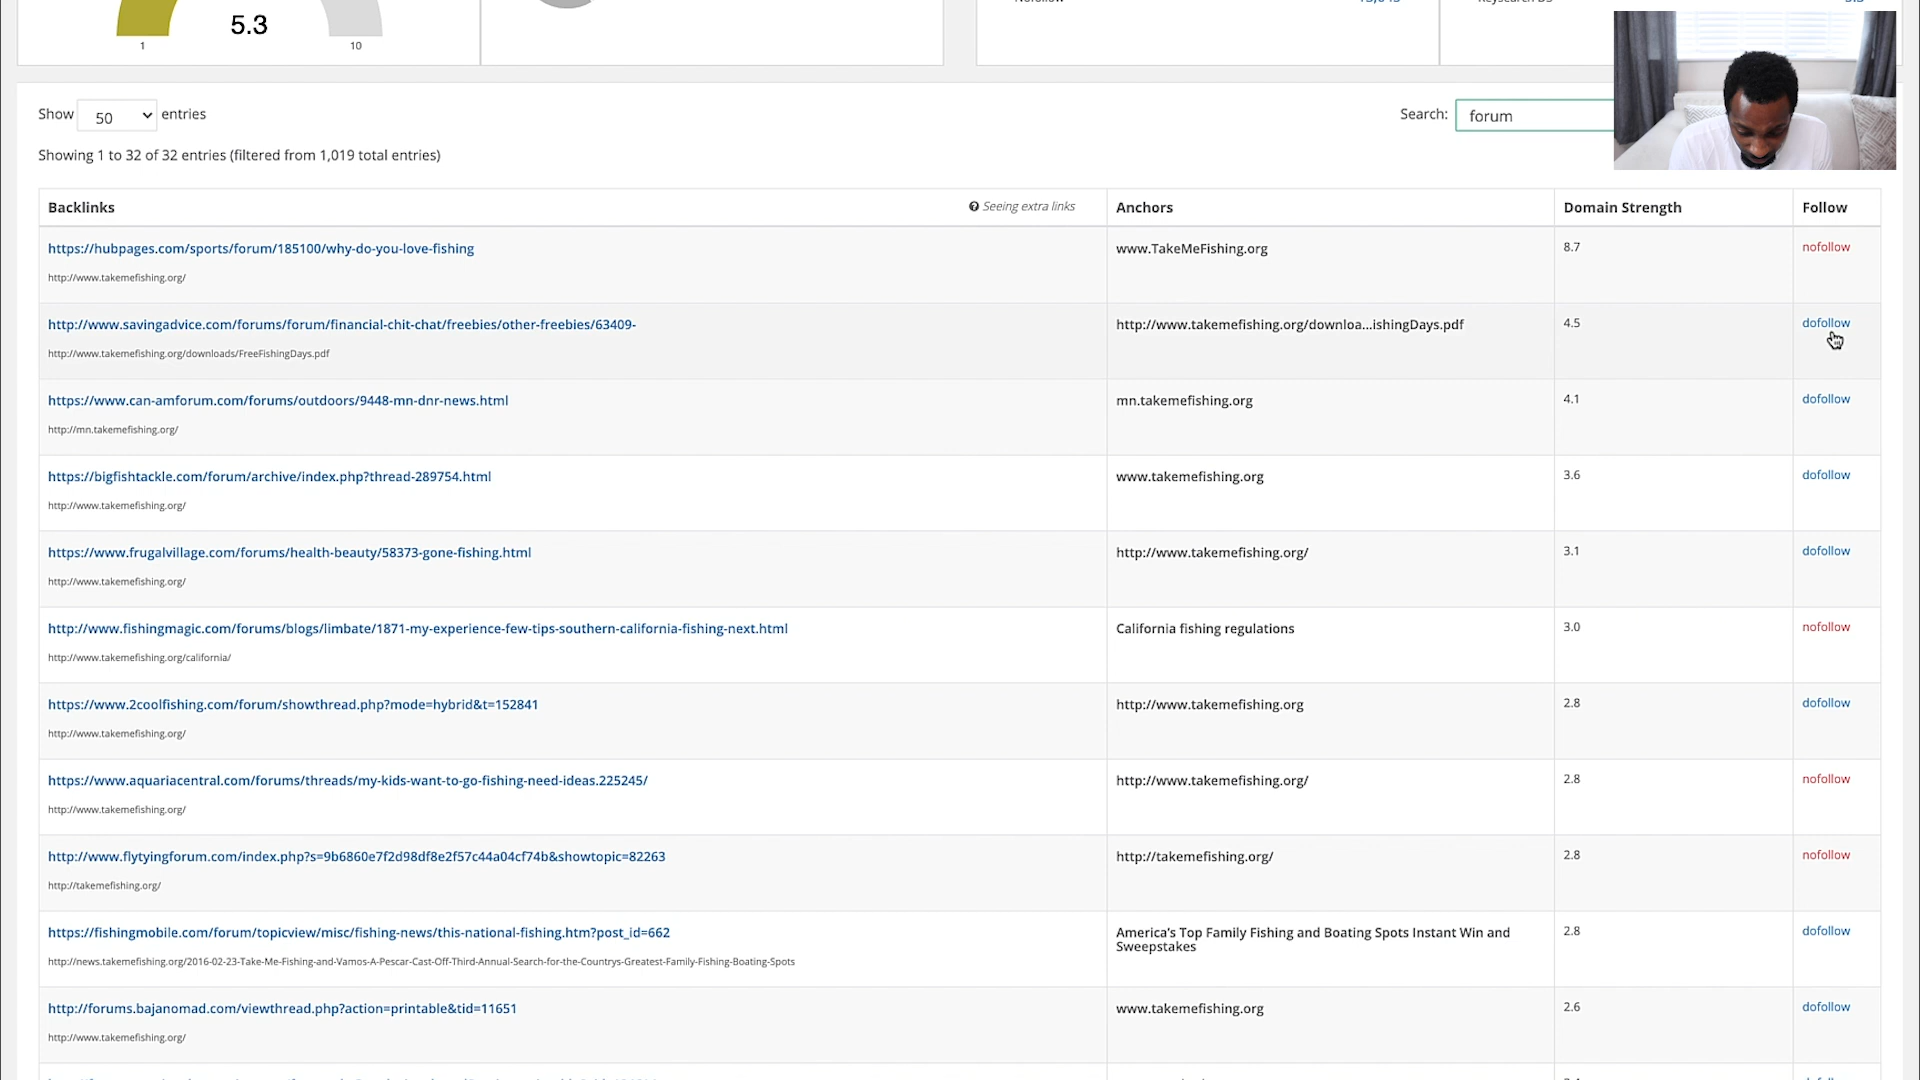 5.3
1
10
Show 50 entries
Search: forum
Showing 1 to 32 of 32 entries (filtered from 1,019 total entries)
Backlinks Seeing extra links Anchors Domain Strength Follow
https://hubpages.com/sports/forum/185100/why-do-you-love-fishing www.TakeMeFishing.org 8.7 nofollow
http://www.takemefishing.org/
http://www.savingadvice.com/forums/forum/financial-chit-chat/freebies/other-freebies/63409- http://www.takemefishing.org/downloa...ishingDays.pdf 4.5 dofollow
http://www.takemefishing.org/downloads/FreeFishingDays.pdf
https://www.can-amforum.com/forums/outdoors/9448-mn-dnr-news.html mn.takemefishing.org 4.1 dofollow
http://mn.takemefishing.org/
https://bigfishtackle.com/forum/archive/index.php?thread-289754.html www.takemefishing.org 3.6 dofollow
http://www.takemefishing.org/
https://www.frugalvillage.com/forums/health-beauty/58373-gone-fishing.html http://www.takemefishing.org/ 3.1 dofollow
http://www.takemefishing.org/
http://www.fishingmagic.com/forums/blogs/limbate/1871-my-experience-few-tips-southern-california-fishing-next.html California fishing regulations 3.0 nofollow
http://www.takemefishing.org/california/
https://www.2coolfishing.com/forum/showthread.php?mode=hybrid&t=152841 http://www.takemefishing.org 2.8 dofollow
http://www.takemefishing.org/
https://www.aquariacentral.com/forums/threads/my-kids-want-to-go-fishing-need-ideas.225245/ http://www.takemefishing.org/ 2.8 nofollow
http://www.takemefishing.org/
http://www.flytyingforum.com/index.php?s=9b6860e7f2d98df8e2f57c44a04cf74b&showtopic=82263 http://takemefishing.org/ 2.8 nofollow
http://takemefishing.org/
https://fishingmobile.com/forum/topicview/misc/fishing-news/this-national-fishing.htm?post_id=662 America's Top Family Fishing and Boating Spots Instant Win and 2.8 dofollow
Sweepstakes
http://news.takemefishing.org/2016-02-23-Take-Me-Fishing-and-Vamos-A-Pescar-Cast-Off-Third-Annual-Search-for-the-Countrys-Greatest-Family-Fishing-Boating-Spots
http://forums.bajanomad.com/viewthread.php?action=printable&tid=11651 www.takemefishing.org 2.6 dofollow
http://www.takemefishing.org/